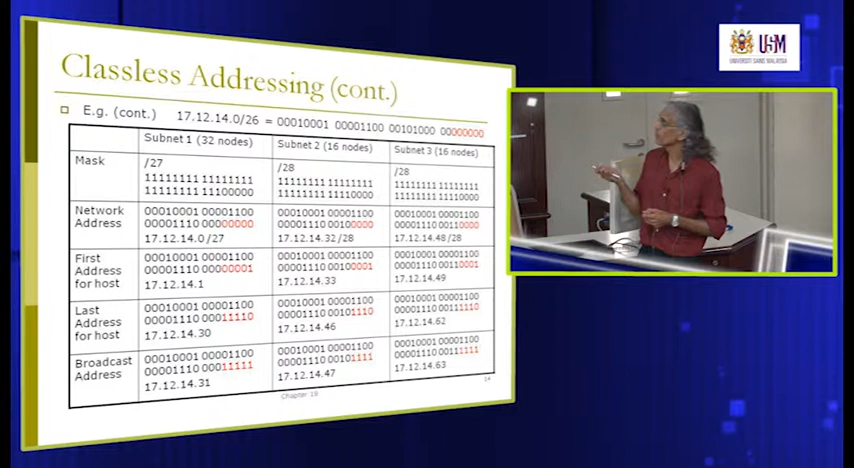 Classless Addressing (cont.)
E.g. (cont.) 17.12.14.0/26 = 00010001 00001100 00101000 00000000
Subnet 1 (32 nodes) Subnet 2 (16 nodes) Subnet 3 (16 nodes)
Mask /27 /28 /28
11111111 11111111 11111111 11111111 11111111 11111111
11111111 11100000 11111111 11110000 11111111 11110000
Network 00010001 00001100 00010001 00001100 00010001 00001100
Address 00001110 00000000 00001110 00100000 00001110 00110000
17.12.14.0/27 17.12.14.32/28 17.12.14.48/28
First 00010001 00001100 00010001 00001100 00010001 00001100
Address 00001110 00000001 00001110 00100001 00001110 00110001
for host 17.12.14.1 17.12.14.33 17.12.14.49
Last 00010001 00001100 00010001 00001100 00010001 00001100
Address 00001110 00011110 00001110 00101110 00001110 00111110
for host 17.12.14.30 17.12.14.46 17.12.14.62
Broadcast 00010001 00001100 00010001 00001100 00010001 00001100
Address 00001110 00011111 00001110 00101111 00001110 00111111
17.12.14.31 17.12.14.47 17.12.14.63
Chapter 19 14
USM
UNIVERSITI SAINS MALAYSIA